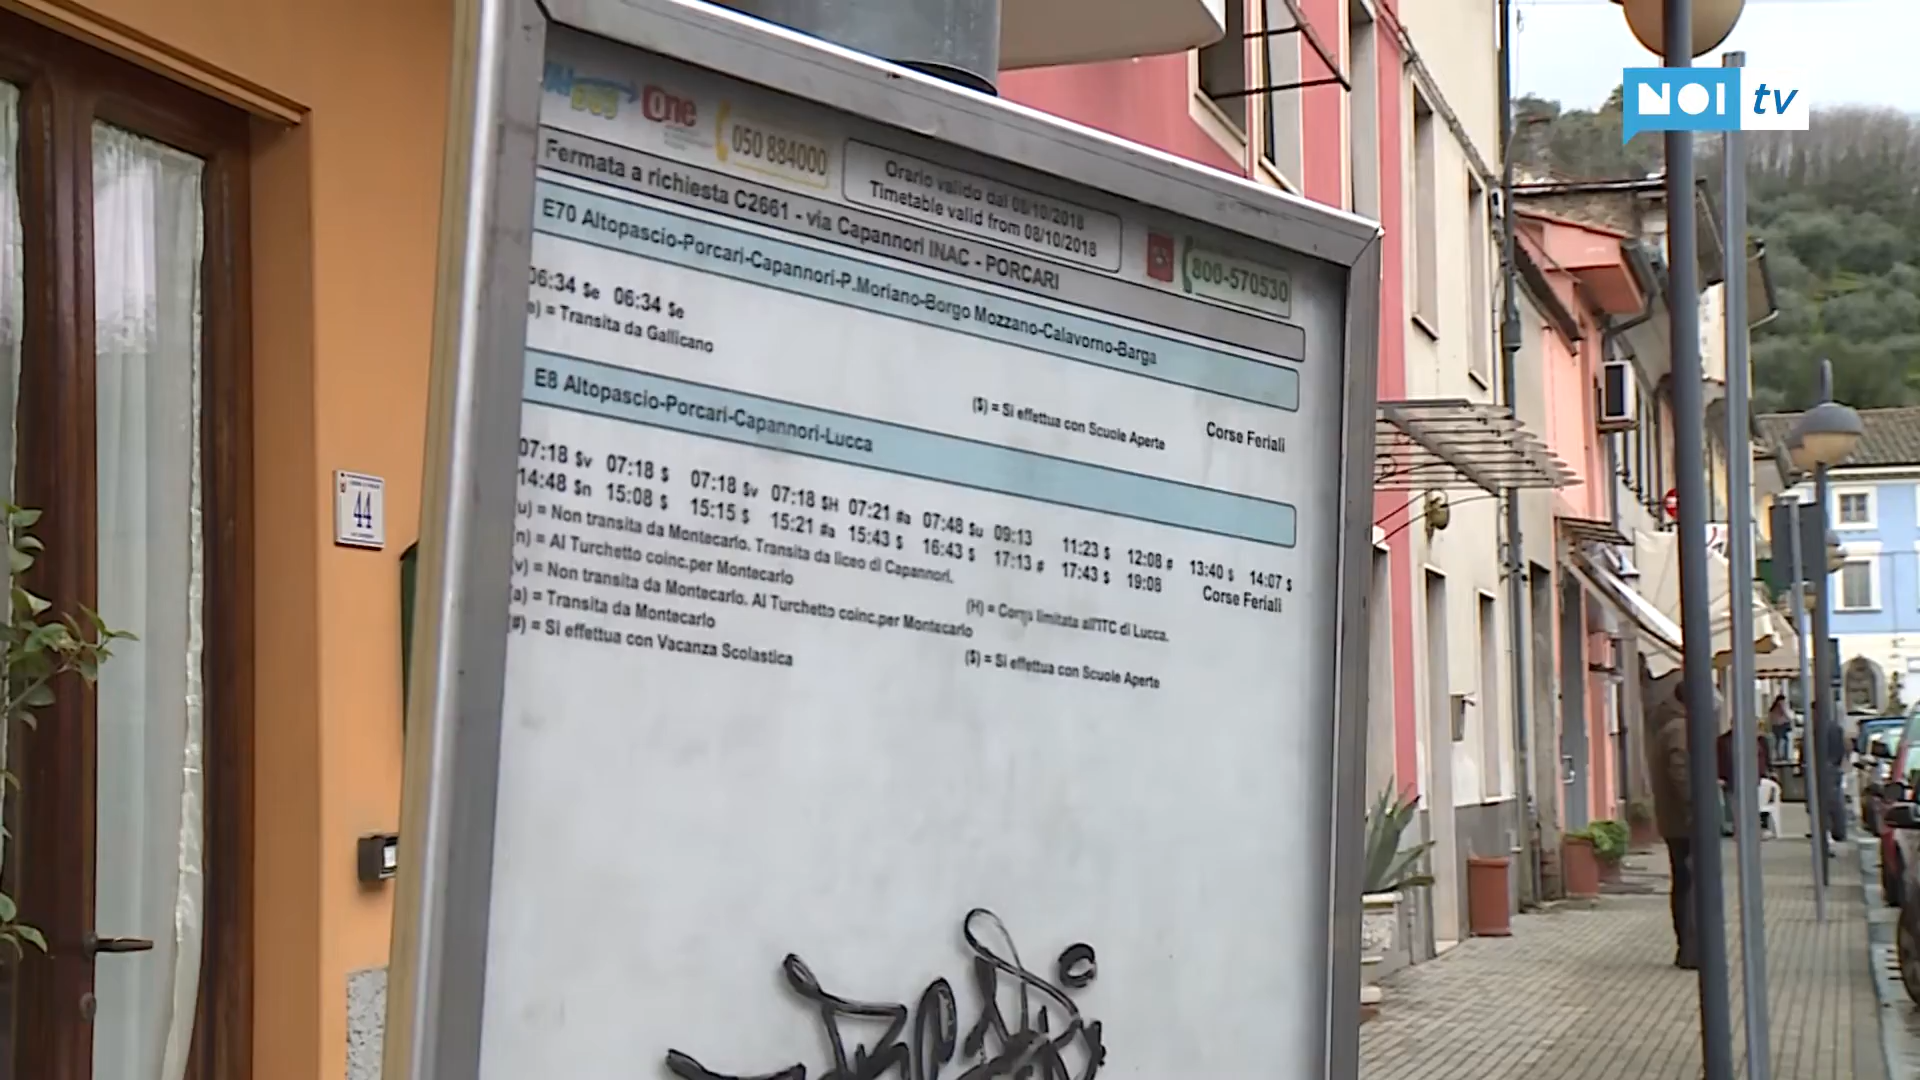 NOI tv
BUS
One
050 884000
Orario valido dal 08/10/2018
Timetable valid from 08/10/2018
800-570530
Fermata a richiesta C2661 - via Capannori INAC - PORCARI
E70 Altopascio-Porcari-Capannori-P.Moriano-Borgo Mozzano-Calavorno-Barga
06:34 $e 06:34 $e
e) = Transita da Gallicano
($) = Si effettua con Scuole Aperte
Corse Feriali
E8 Altopascio-Porcari-Capannori-Lucca
07:18 $v 07:18 $ 07:18 $v 07:18 $H 07:21 #a 07:48 $u 09:13 11:23 $ 12:08 # 13:40 $ 14:07 $
14:48 $n 15:08 $ 15:15 $ 15:21 #a 15:43 $ 16:43 $ 17:13 # 17:43 $ 19:08
Corse Feriali
(u) = Non transita da Montecarlo. Transita da liceo di Capannori.
(n) = Al Turchetto coinc.per Montecarlo
(H) = Corsa limitata all'ITC di Lucca.
(v) = Non transita da Montecarlo. Al Turchetto coinc.per Montecarlo
(a) = Transita da Montecarlo
($) = Si effettua con Scuole Aperte
(#) = Si effettua con Vacanza Scolastica
44